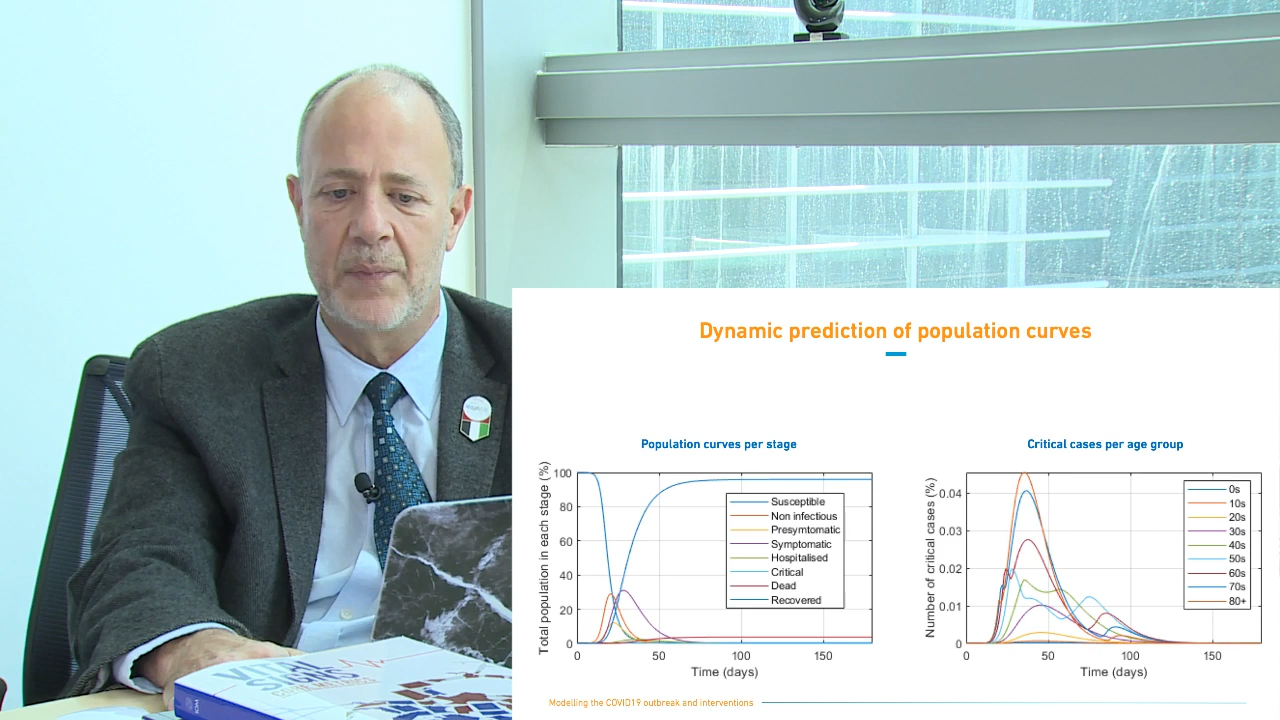 Dynamic prediction of population curves
Population curves per stage
Total population in each stage (%)
100
80
60
40
20
0
0
50
100
150
Time (days)
Susceptible
Non infectious
Presymtomatic
Symptomatic
Hospitalised
Critical
Dead
Recovered
Critical cases per age group
Number of critical cases (%)
0.04
0.03
0.02
0.01
0
0
50
100
150
Time (days)
0s
10s
20s
30s
40s
50s
60s
70s
80+
Modelling the COVID19 outbreak and interventions
VITAL
SIGNS